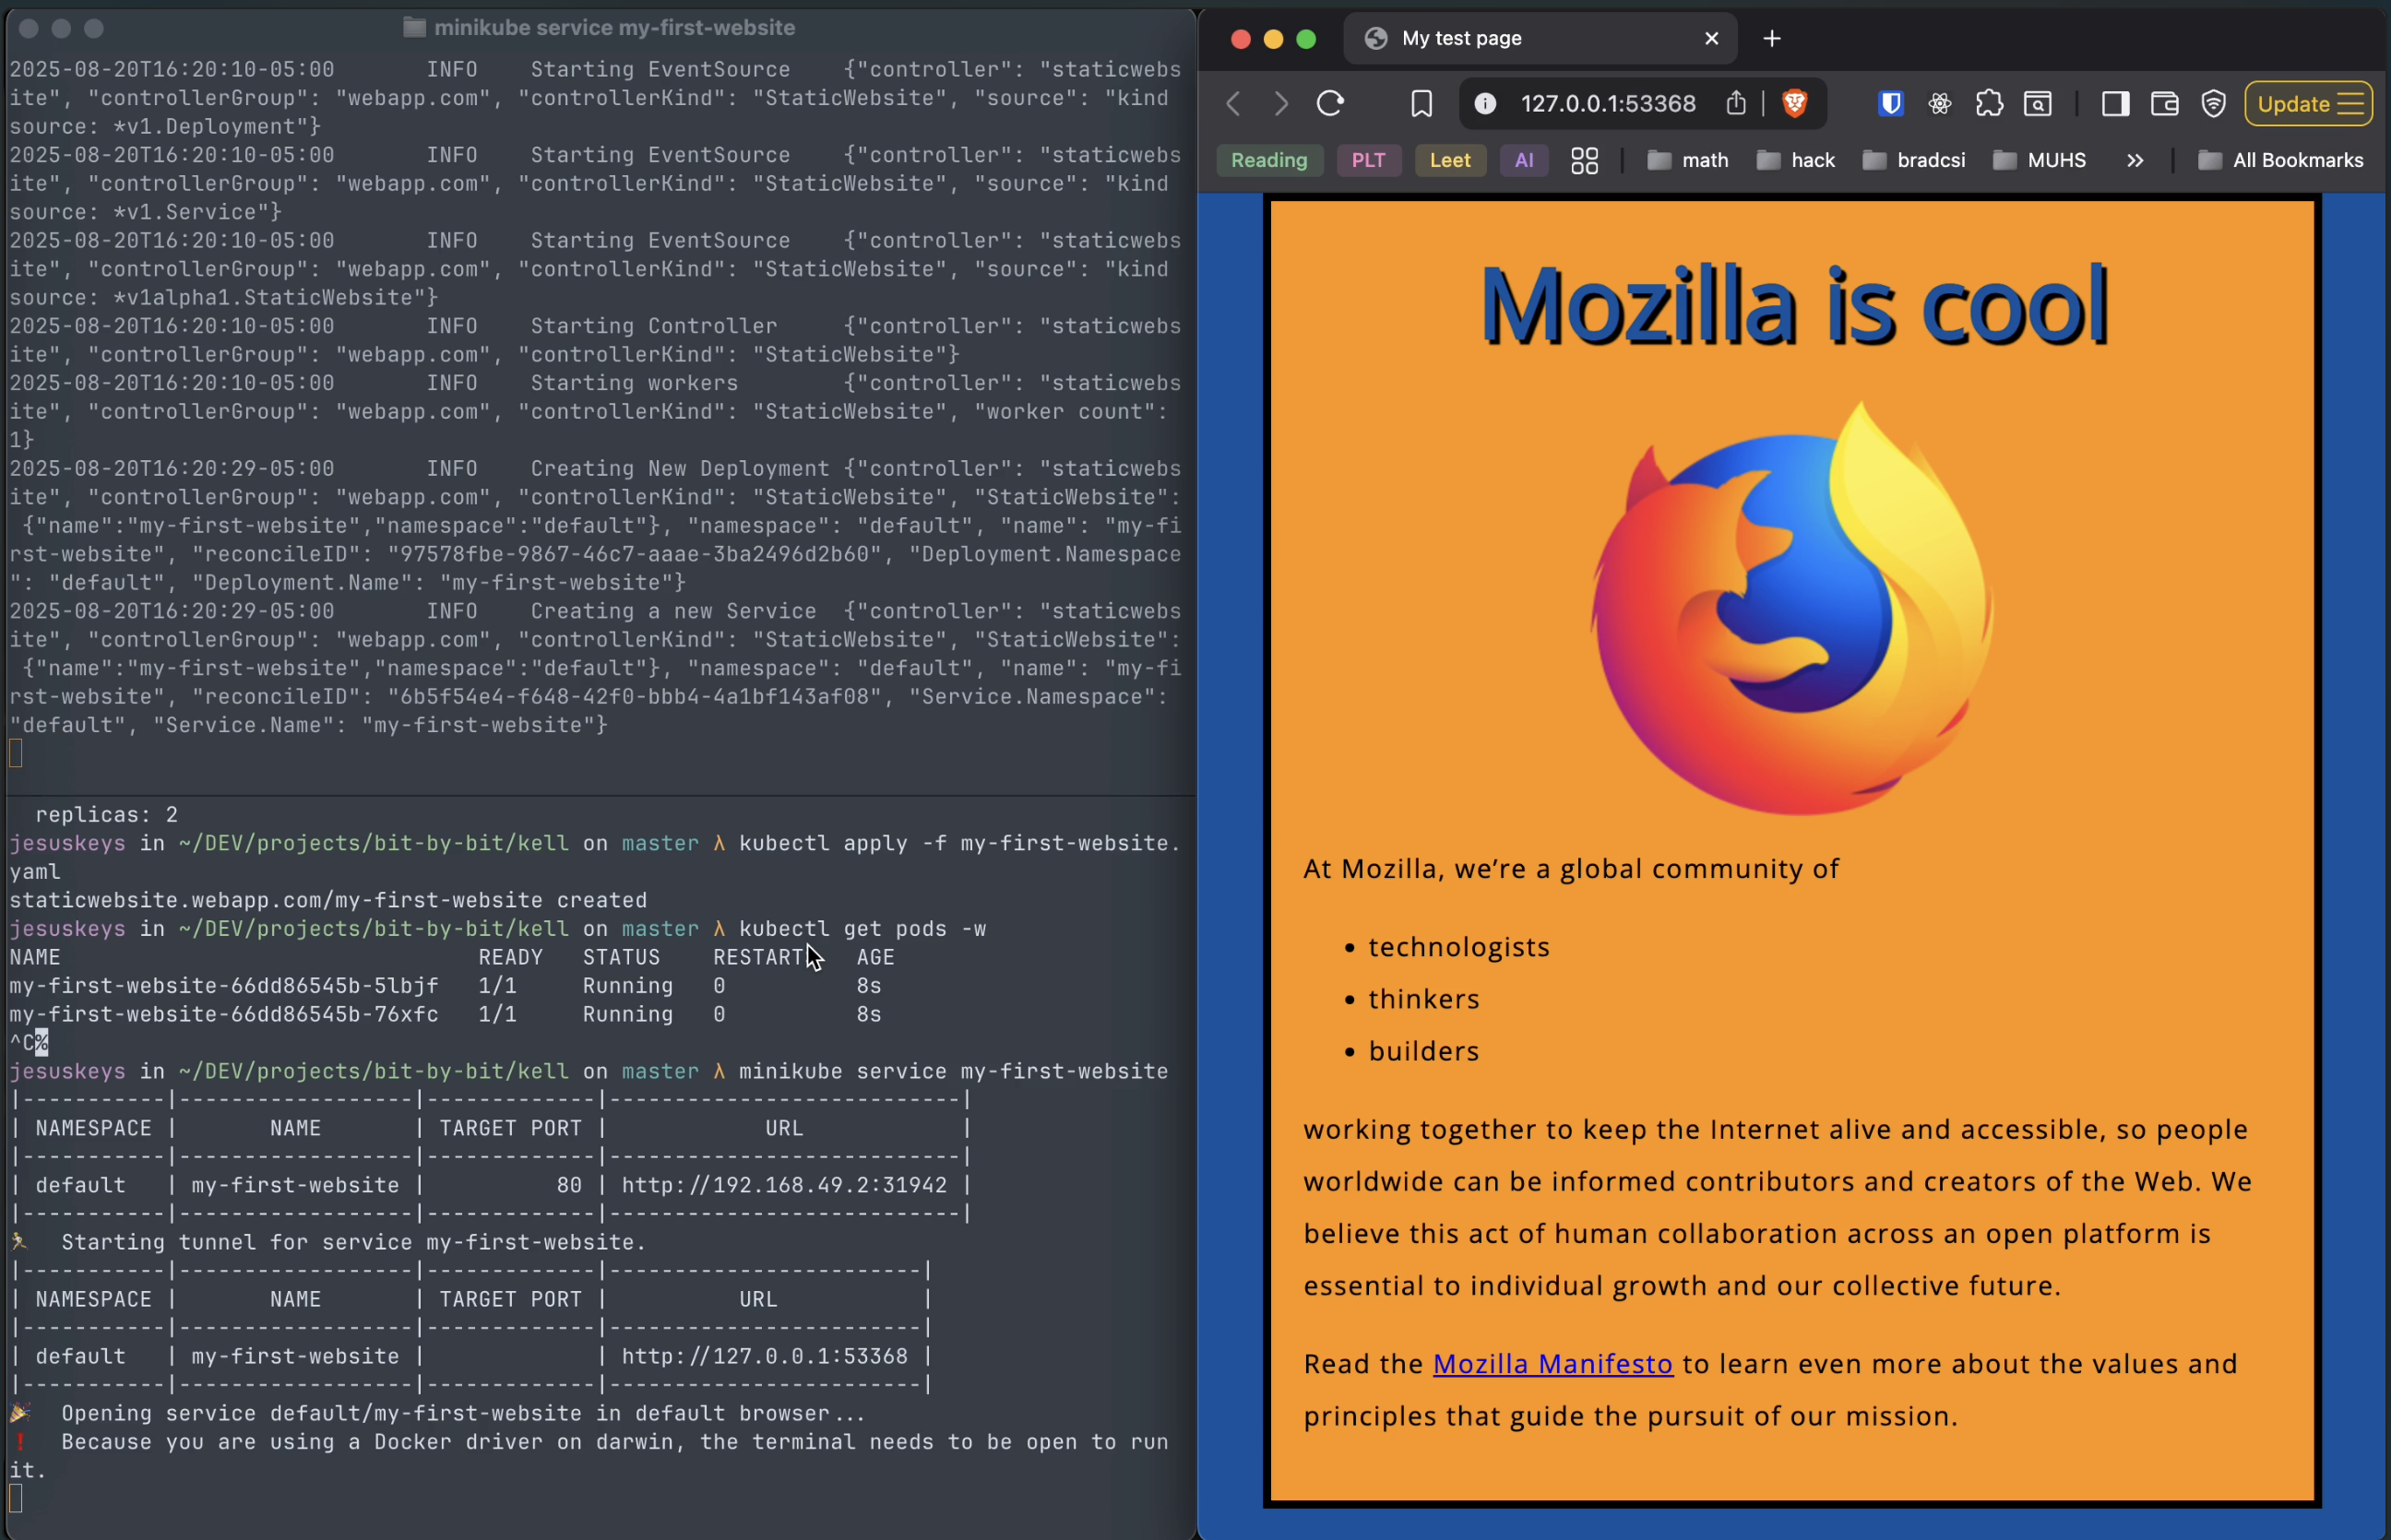 minikube service my-first-website
2025-08-20T16:20:10-05:00       INFO    Starting EventSource    {"controller": "staticwebs
ite", "controllerGroup": "webapp.com", "controllerKind": "StaticWebsite", "source": "kind
source: *v1.Deployment"}
2025-08-20T16:20:10-05:00       INFO    Starting EventSource    {"controller": "staticwebs
ite", "controllerGroup": "webapp.com", "controllerKind": "StaticWebsite", "source": "kind
source: *v1.Service"}
2025-08-20T16:20:10-05:00       INFO    Starting EventSource    {"controller": "staticwebs
ite", "controllerGroup": "webapp.com", "controllerKind": "StaticWebsite", "source": "kind
source: *v1alpha1.StaticWebsite"}
2025-08-20T16:20:10-05:00       INFO    Starting Controller     {"controller": "staticwebs
ite", "controllerGroup": "webapp.com", "controllerKind": "StaticWebsite"}
2025-08-20T16:20:10-05:00       INFO    Starting workers        {"controller": "staticwebs
ite", "controllerGroup": "webapp.com", "controllerKind": "StaticWebsite", "worker count":
1}
2025-08-20T16:20:29-05:00       INFO    Creating New Deployment {"controller": "staticwebs
ite", "controllerGroup": "webapp.com", "controllerKind": "StaticWebsite", "StaticWebsite":
 {"name":"my-first-website","namespace":"default"}, "namespace": "default", "name": "my-fi
rst-website", "reconcileID": "97578fbe-9867-46c7-aaae-3ba2496d2b60", "Deployment.Namespace
": "default", "Deployment.Name": "my-first-website"}
2025-08-20T16:20:29-05:00       INFO    Creating a new Service  {"controller": "staticwebs
ite", "controllerGroup": "webapp.com", "controllerKind": "StaticWebsite", "StaticWebsite":
 {"name":"my-first-website","namespace":"default"}, "namespace": "default", "name": "my-fi
rst-website", "reconcileID": "6b5f54e4-f648-42f0-bbb4-4a1bf143af08", "Service.Namespace":
"default", "Service.Name": "my-first-website"}
  replicas: 2
jesuskeys in ~/DEV/projects/bit-by-bit/kell on master λ kubectl apply -f my-first-website.
yaml
staticwebsite.webapp.com/my-first-website created
jesuskeys in ~/DEV/projects/bit-by-bit/kell on master λ kubectl get pods -w
NAME                                READY   STATUS    RESTART   AGE
my-first-website-66dd86545b-5lbjf   1/1     Running   0          8s
my-first-website-66dd86545b-76xfc   1/1     Running   0          8s
^C%
jesuskeys in ~/DEV/projects/bit-by-bit/kell on master λ minikube service my-first-website
|-----------|------------------|-------------|---------------------------|
| NAMESPACE |       NAME       | TARGET PORT |            URL            |
|-----------|------------------|-------------|---------------------------|
| default   | my-first-website |          80 | http://192.168.49.2:31942 |
|-----------|------------------|-------------|---------------------------|
🏃  Starting tunnel for service my-first-website.
|-----------|------------------|-------------|------------------------|
| NAMESPACE |       NAME       | TARGET PORT |          URL           |
|-----------|------------------|-------------|------------------------|
| default   | my-first-website |             | http://127.0.0.1:53368 |
|-----------|------------------|-------------|------------------------|
🎉  Opening service default/my-first-website in default browser...
❗  Because you are using a Docker driver on darwin, the terminal needs to be open to run
it.
My test page
127.0.0.1:53368
Update
Reading PLT Leet AI math hack bradcsi MUHS » All Bookmarks
Mozilla is cool
At Mozilla, we’re a global community of
• technologists
• thinkers
• builders
working together to keep the Internet alive and accessible, so people
worldwide can be informed contributors and creators of the Web. We
believe this act of human collaboration across an open platform is
essential to individual growth and our collective future.
Read the Mozilla Manifesto to learn even more about the values and
principles that guide the pursuit of our mission.